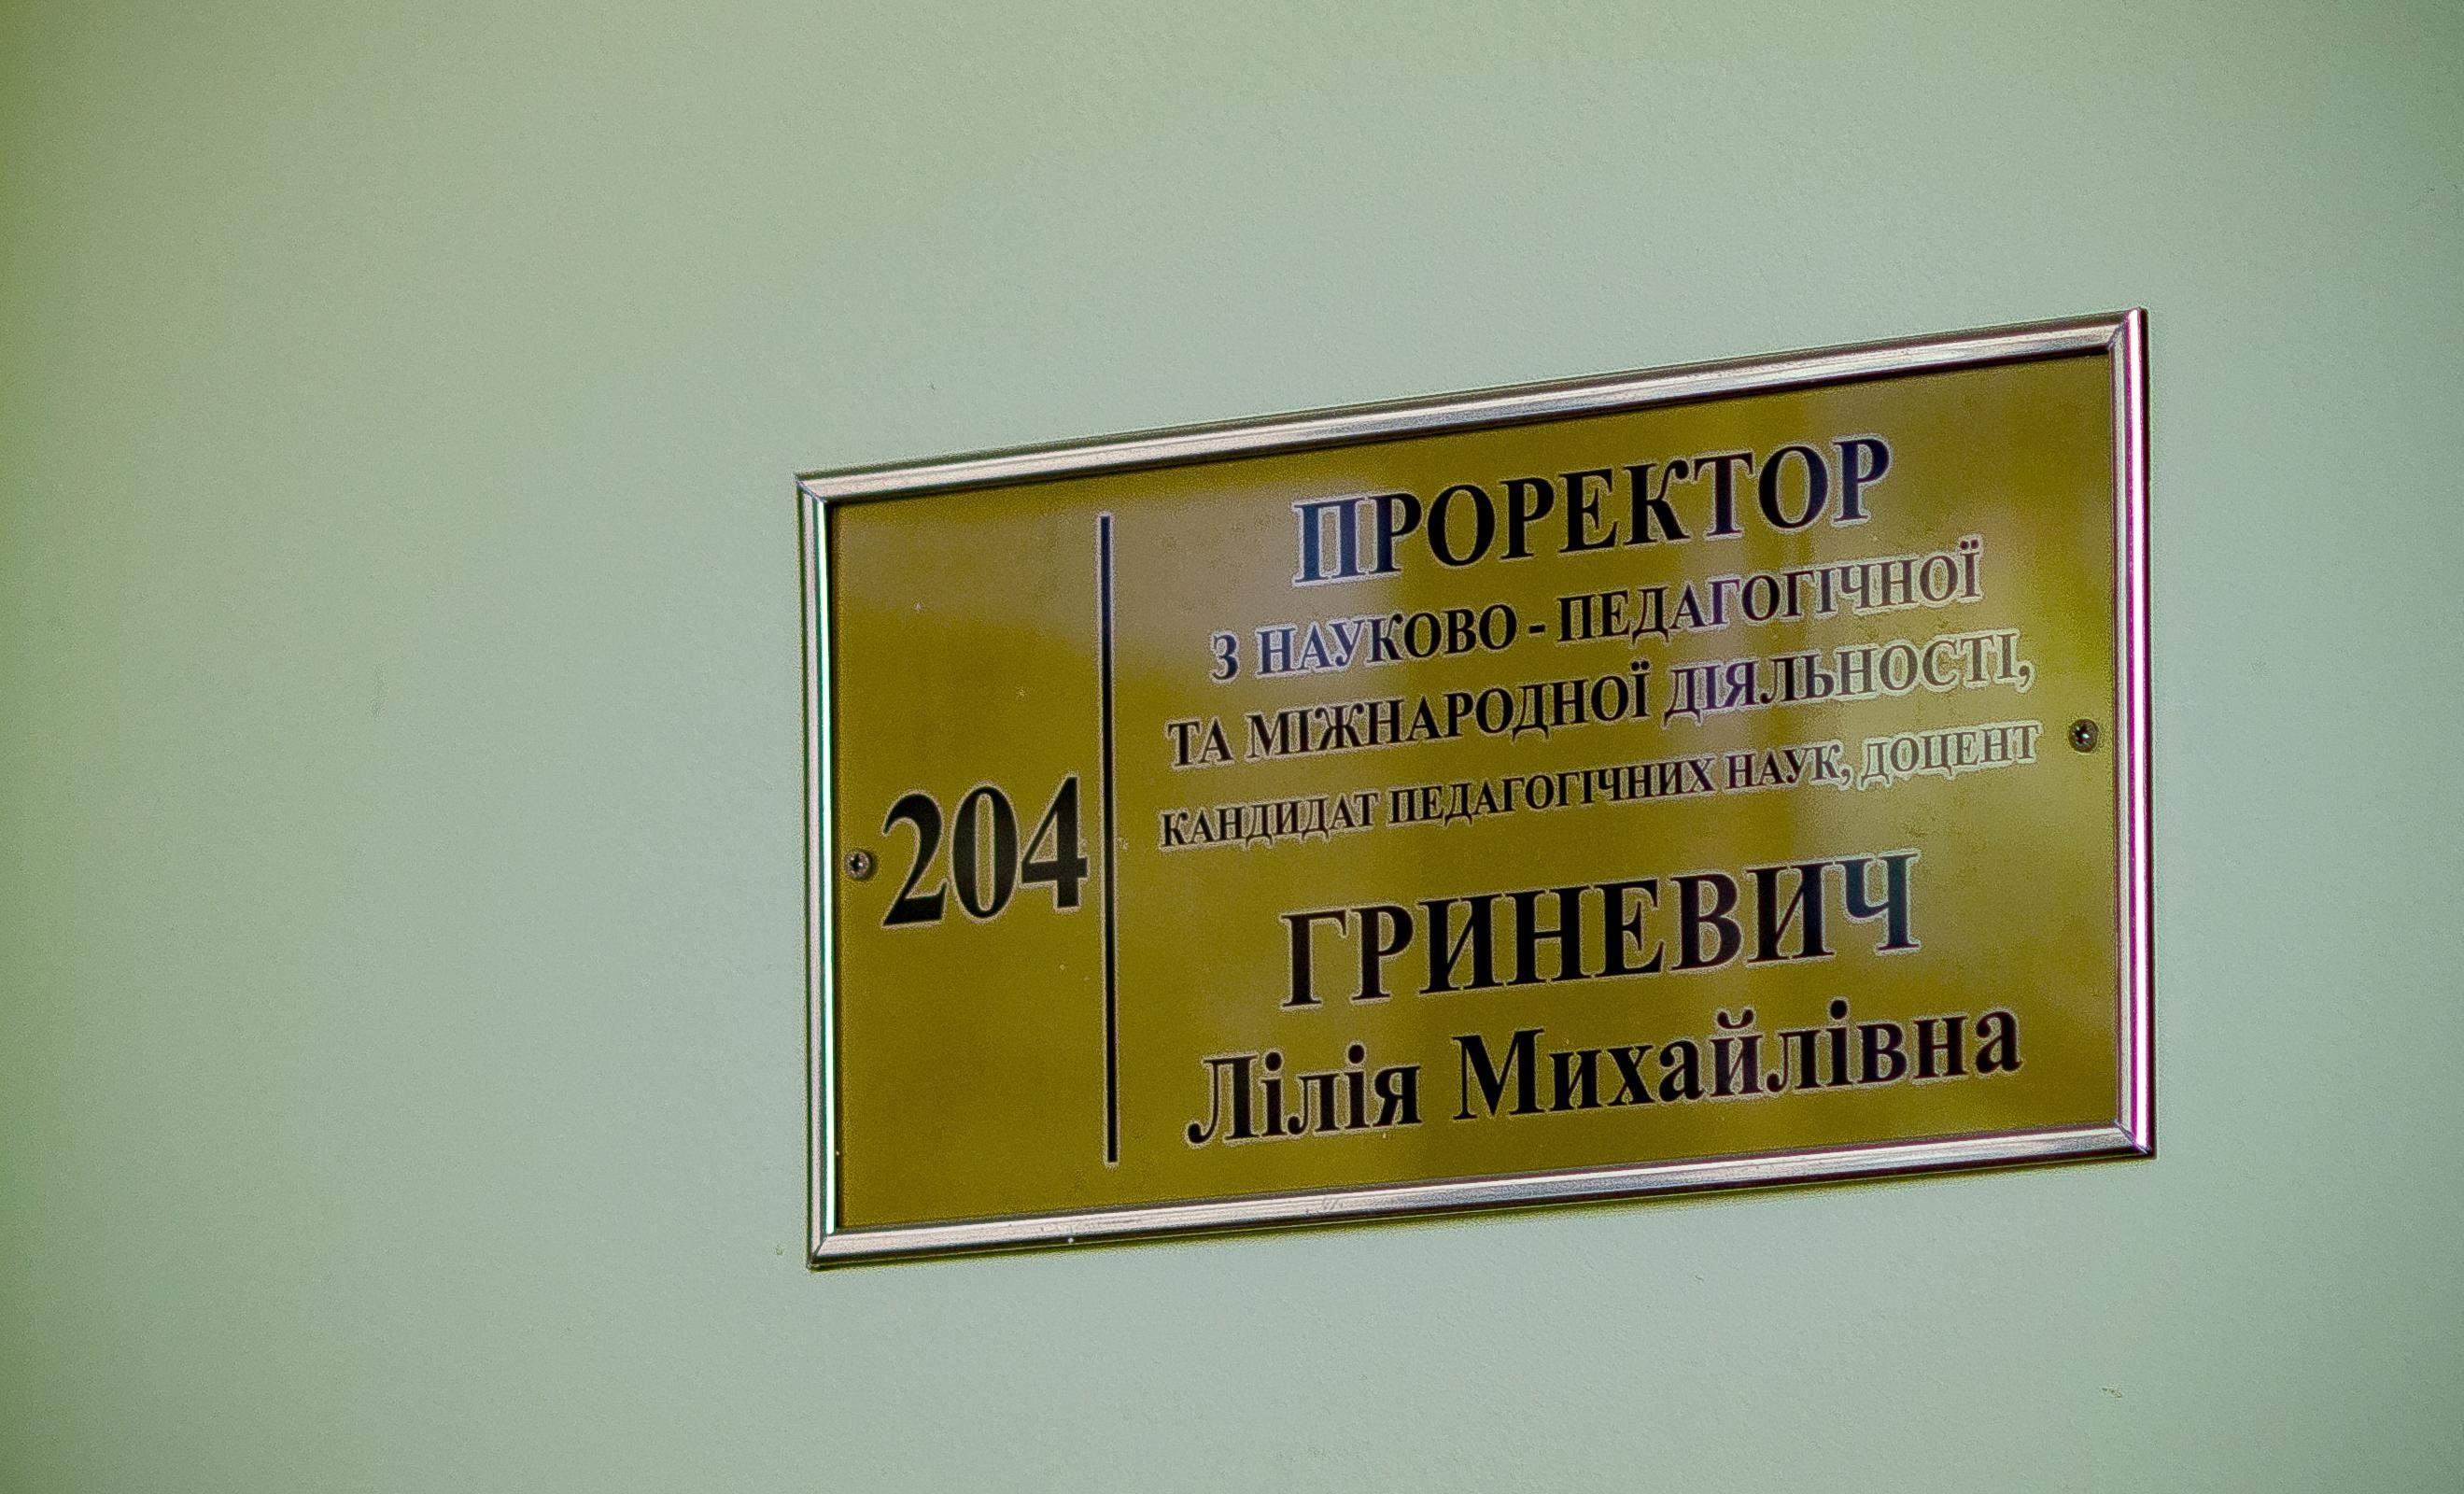 204
ПРОРЕКТОР
З НАУКОВО - ПЕДАГОГІЧНОЇ
ТА МІЖНАРОДНОЇ ДІЯЛЬНОСТІ,
КАНДИДАТ ПЕДАГОГІЧНИХ НАУК, ДОЦЕНТ
ГРИНЕВИЧ
Лілія Михайлівна